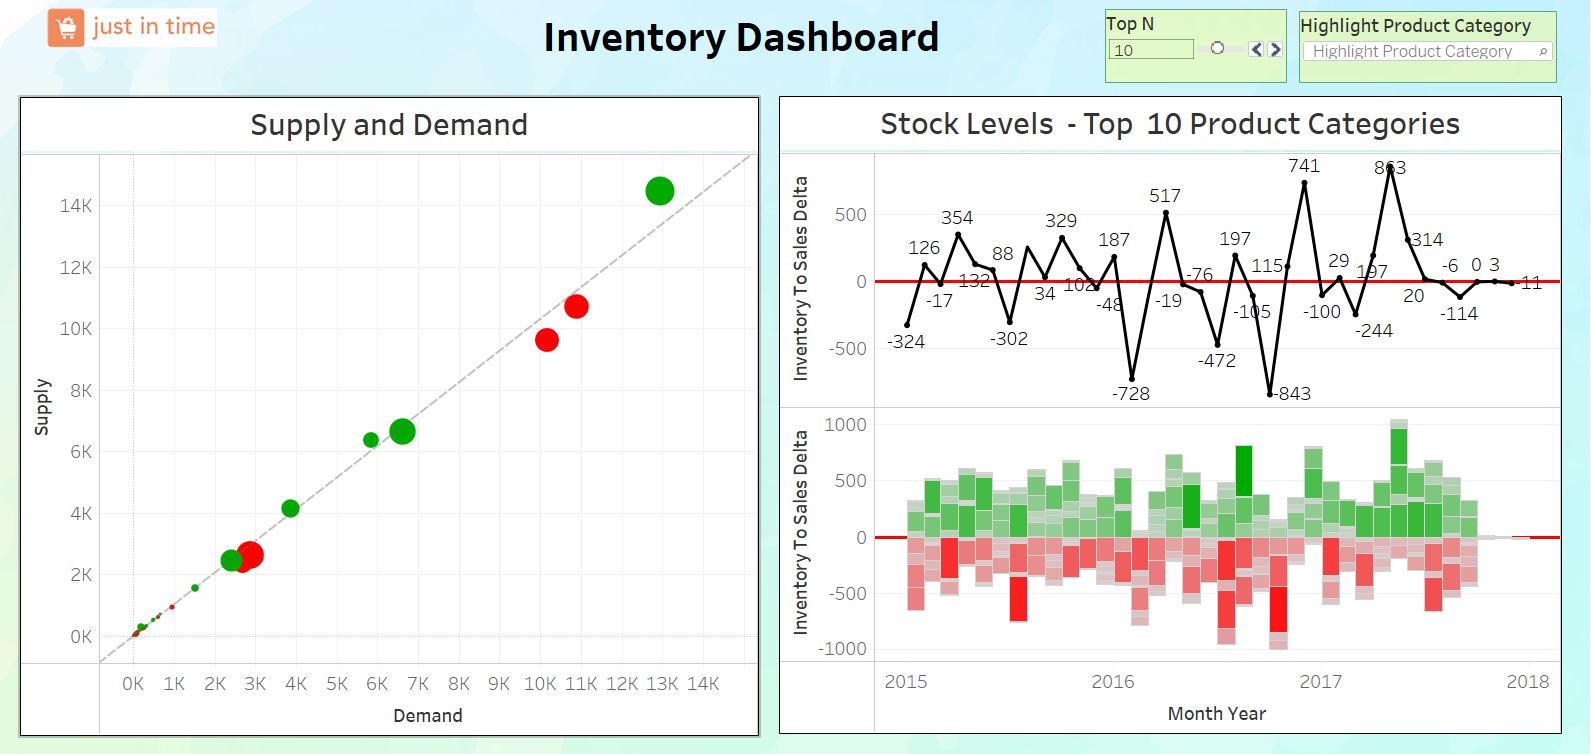 just in time
Inventory Dashboard
Top N
10
Highlight Product Category
Highlight Product Category
Supply and Demand
14K
12K
10K
8K
6K
4K
2K
0K
Supply
0K 1K 2K 3K 4K 5K 6K 7K 8K 9K 10K 11K 12K 13K 14K
Demand
Stock Levels - Top 10 Product Categories
Inventory To Sales Delta
500
0
-500
-324
126
-17
354
132
88
-302
34
329
102
-48
187
-728
517
-19
-76
-472
197
-105
-843
115
741
-100
29
-244
197
863
314
20
-6
-114
0
3
-11
Inventory To Sales Delta
1000
500
0
-500
-1000
2015 2016 2017 2018
Month Year